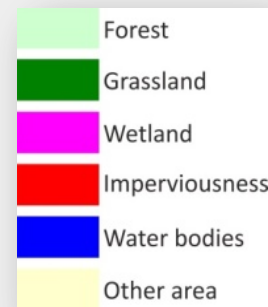 Forest
Grassland
Wetland
Imperviousness
Water bodies
Other area